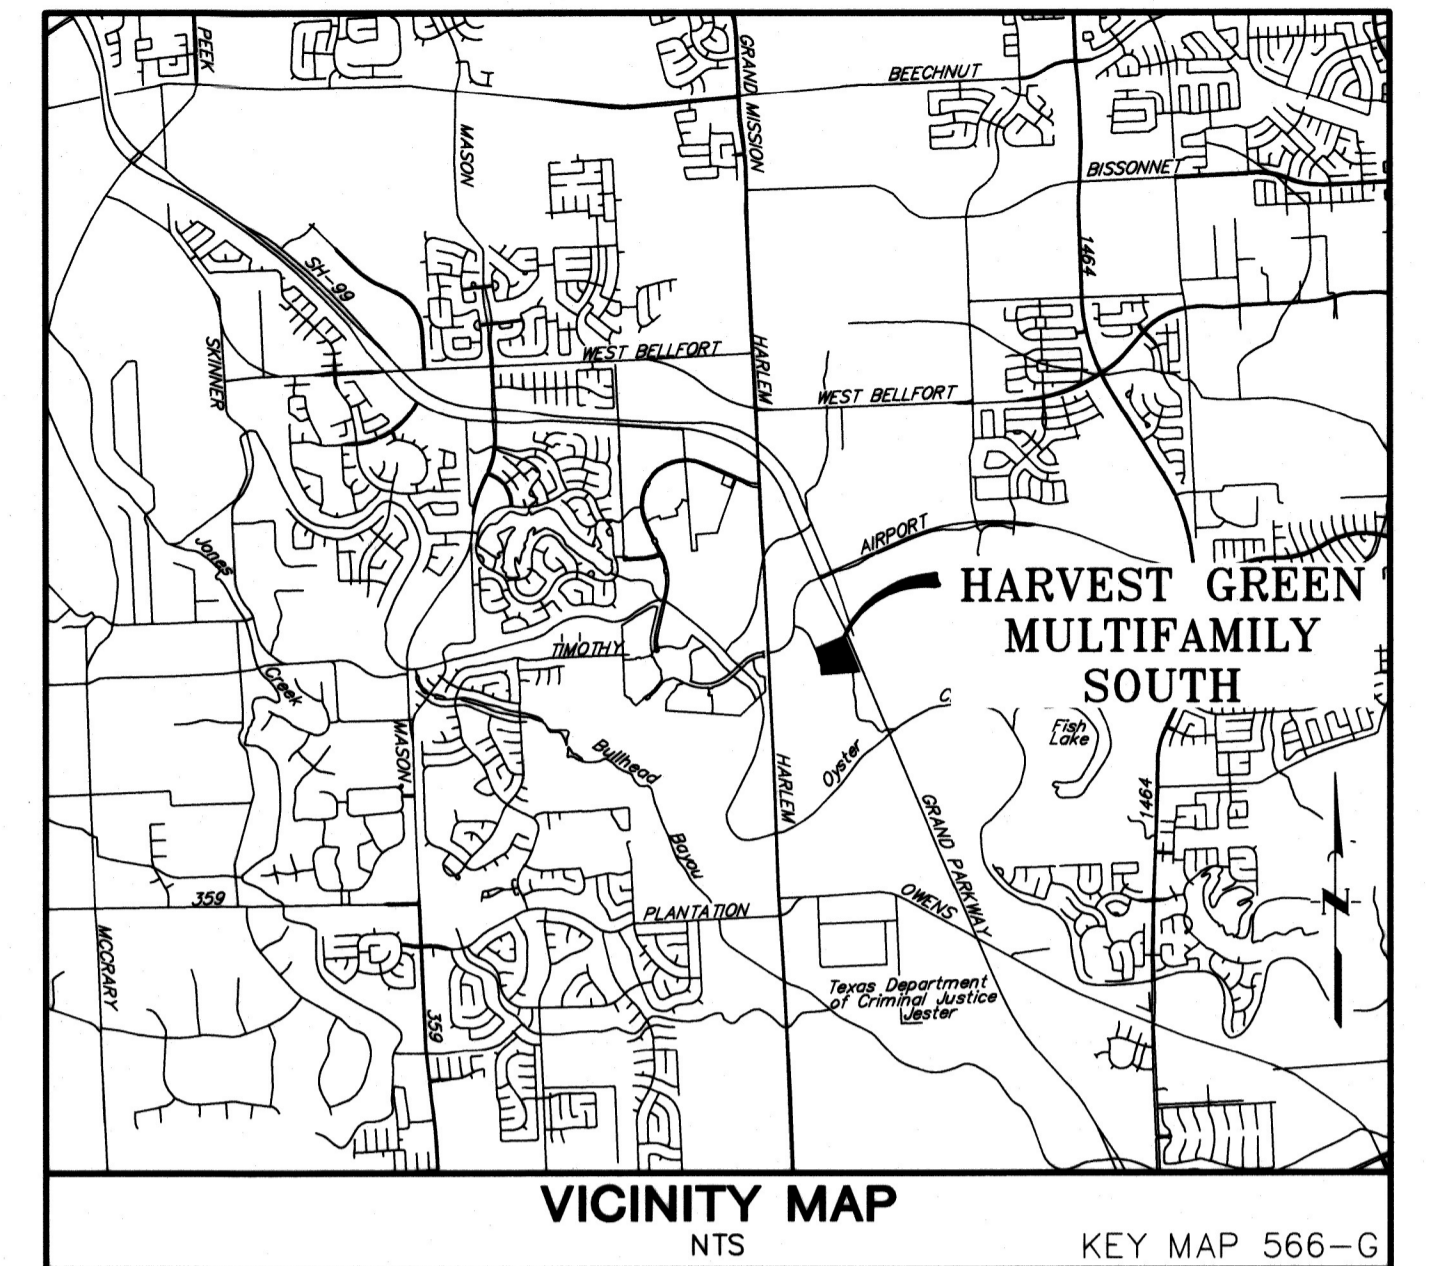 PEEK
GRAND MISSION
BEECHNUT
MASON
BISSONNET
1464
SH-99
SKINNER
WEST BELLFORT
HARLEM
WEST BELLFORT
AIRPORT
Jones
HARVEST GREEN
MULTIFAMILY
SOUTH
TIMOTHY
Creek
C
Fish
Lake
MASON
Bullhead
Oyster
HARLEM
1464
GRAND PARKWAY
Bayou
359
PLANTATION
OWENS
N
MCCRARY
Texas Department
of Criminal Justice
Jester
359
VICINITY MAP
NTS
KEY MAP 566-G